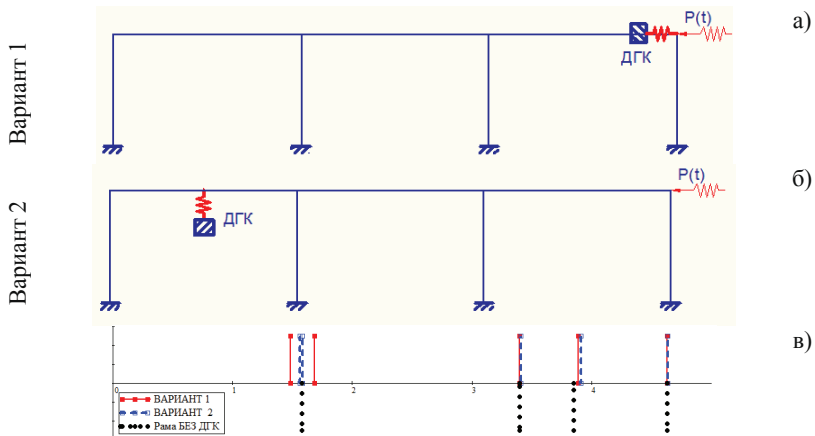 Вариант 1
P(t)
ДГК
а)
Вариант 2
P(t)
ДГК
б)
в)
0 1 2 3 4
ВАРИАНТ 1
ВАРИАНТ 2
Рама БЕЗ ДГК